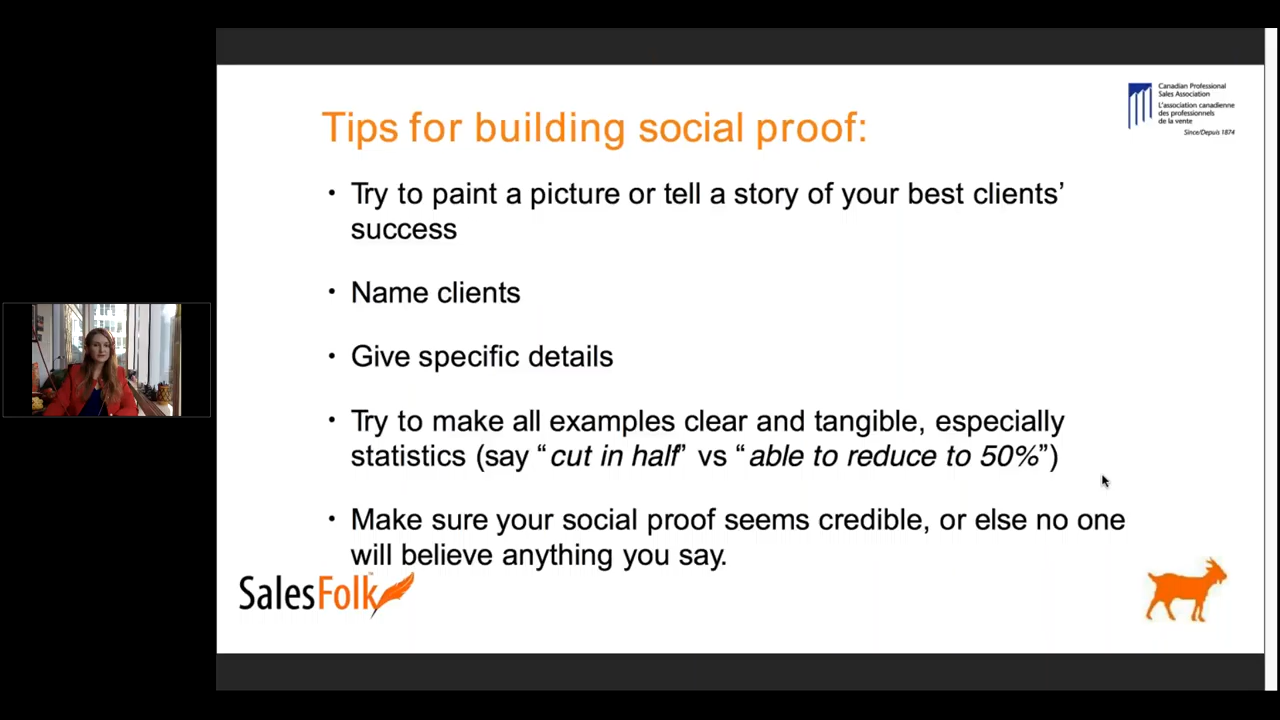 Canadian Professional
Sales Association
L'association canadienne
des professionnels
de la vente
Since/Depuis 1874
Tips for building social proof:
• Try to paint a picture or tell a story of your best clients’
success
• Name clients
• Give specific details
• Try to make all examples clear and tangible, especially
statistics (say “cut in half” vs “able to reduce to 50%”)
• Make sure your social proof seems credible, or else no one
will believe anything you say.
SalesFolk